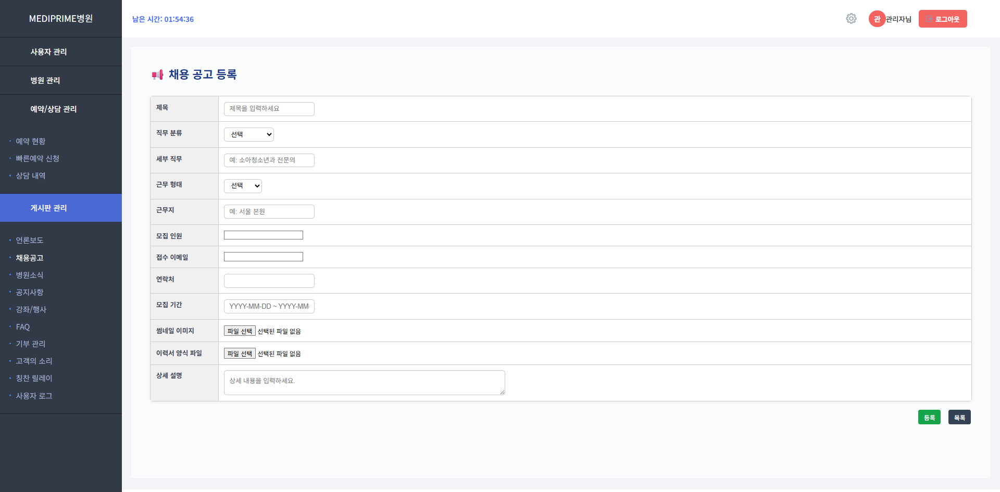 MEDIPRIME병원
사용자 관리
병원 관리
예약/상담 관리
예약 현황
빠른예약 신청
상담 내역
게시판 관리
언론보도
채용공고
병원소식
공지사항
강좌/행사
FAQ
기부 관리
고객의 소리
칭찬 릴레이
사용자 로그
남은 시간: 01:54:36
관 관리자님 로그아웃
채용 공고 등록
제목 제목을 입력하세요
직무 분류 선택
세부 직무 예: 소아청소년과 전문의
근무 형태 선택
근무지 예: 서울 본원
모집 인원
접수 이메일
연락처
모집 기간 YYYY-MM-DD ~ YYYY-MM-
썸네일 이미지 파일 선택 선택된 파일 없음
이력서 양식 파일 파일 선택 선택된 파일 없음
상세 설명 상세 내용을 입력하세요.
등록 목록